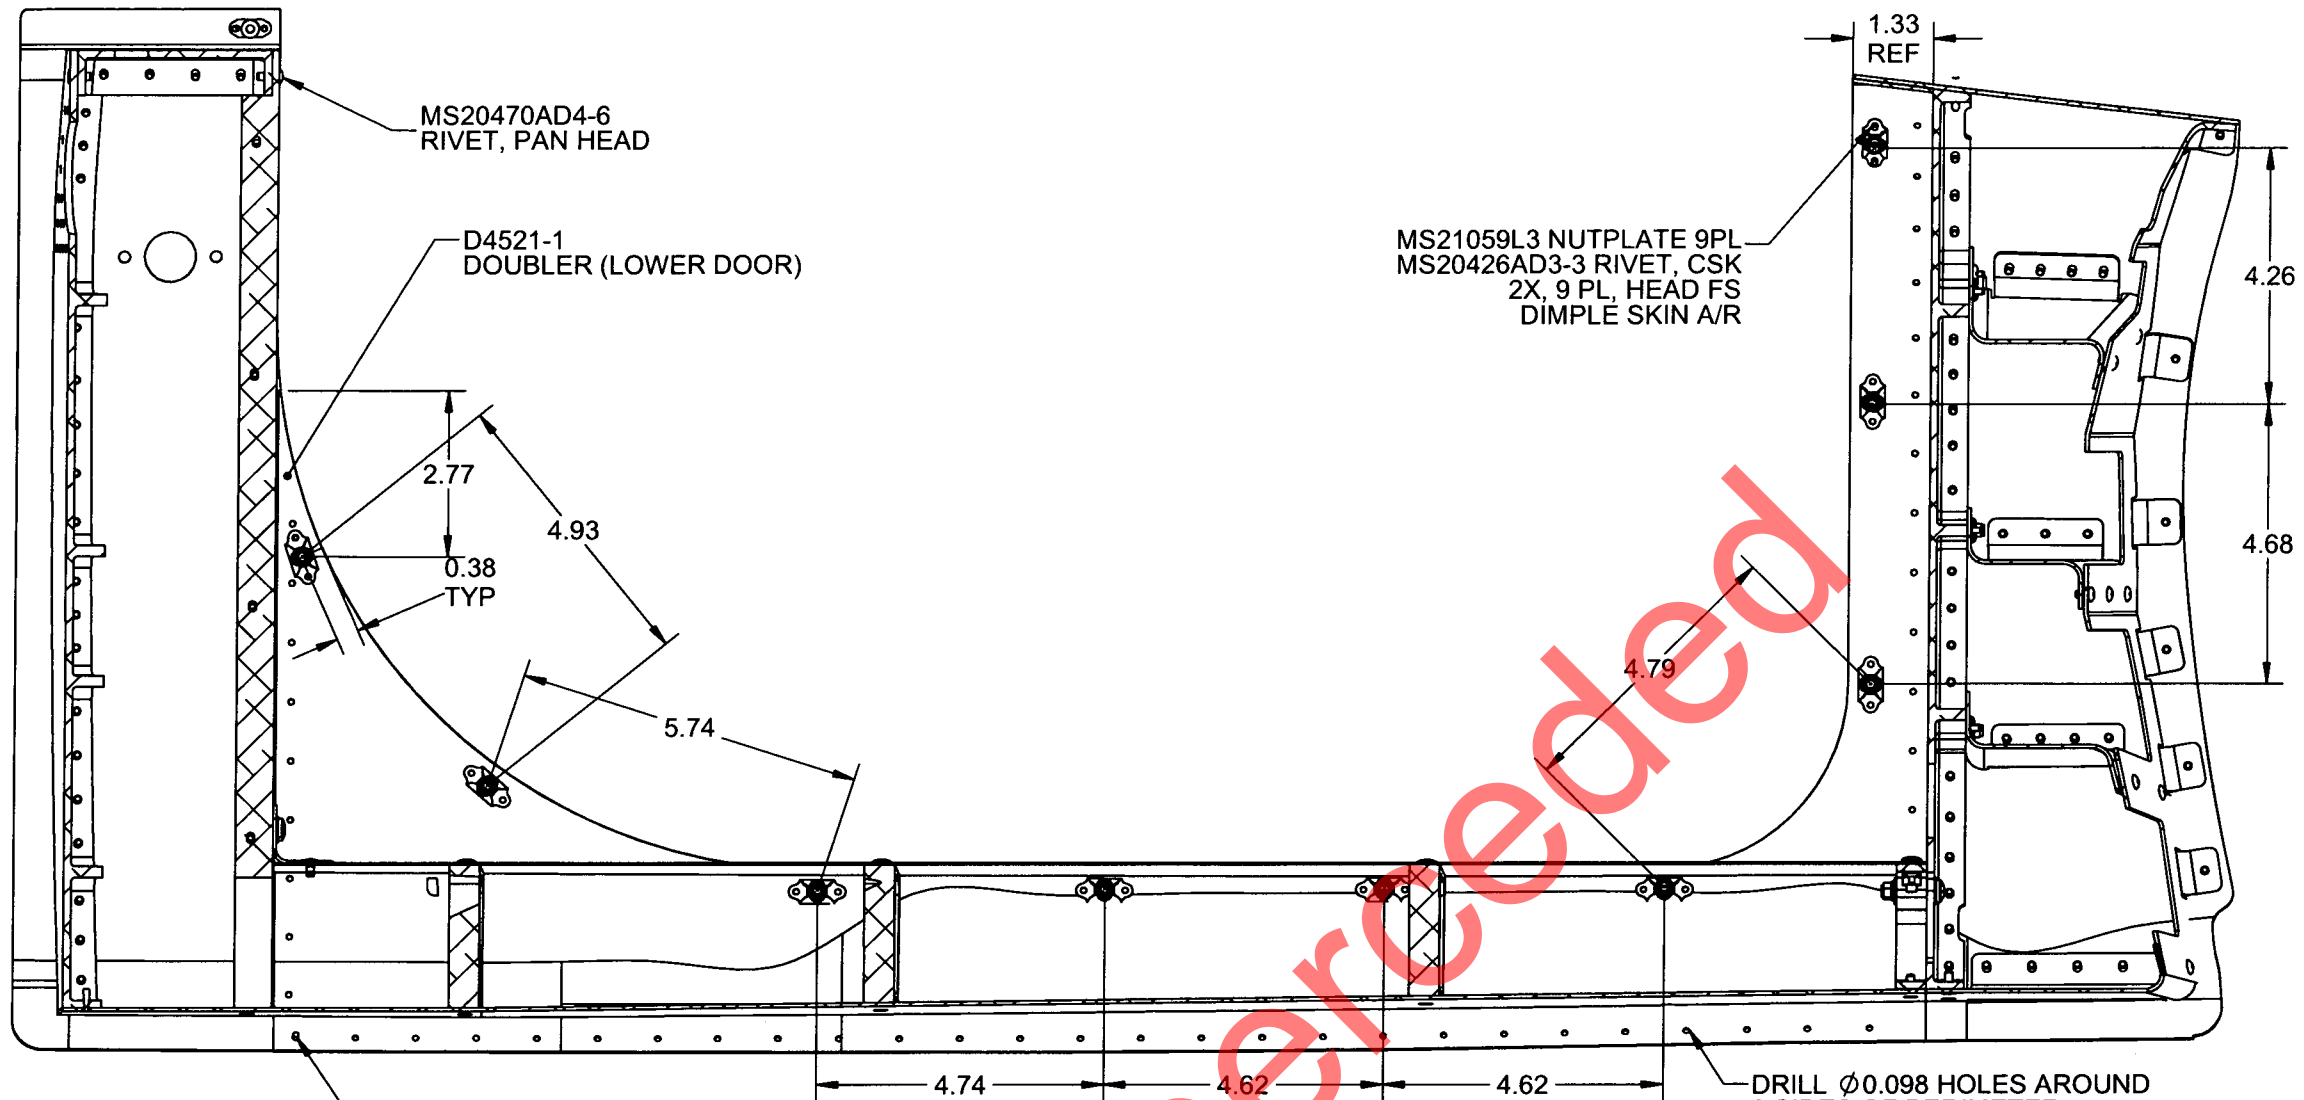 1.33
REF
MS20470AD4-6
RIVET, PAN HEAD
D4521-1
DOUBLER (LOWER DOOR)
MS21059L3 NUTPLATE 9PL
MS20426AD3-3 RIVET, CSK
2X, 9 PL, HEAD FS
DIMPLE SKIN A/R
4.26
2.77
4.93
4.68
0.38
TYP
4.79
5.74
4.74
4.62
4.62
DRILL Ø0.098 HOLES AROUND